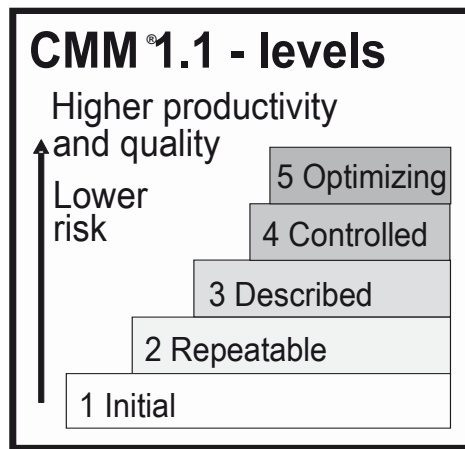 CMM®1.1 - levels
Higher productivity
and quality
Lower
risk
5 Optimizing
4 Controlled
3 Described
2 Repeatable
1 Initial